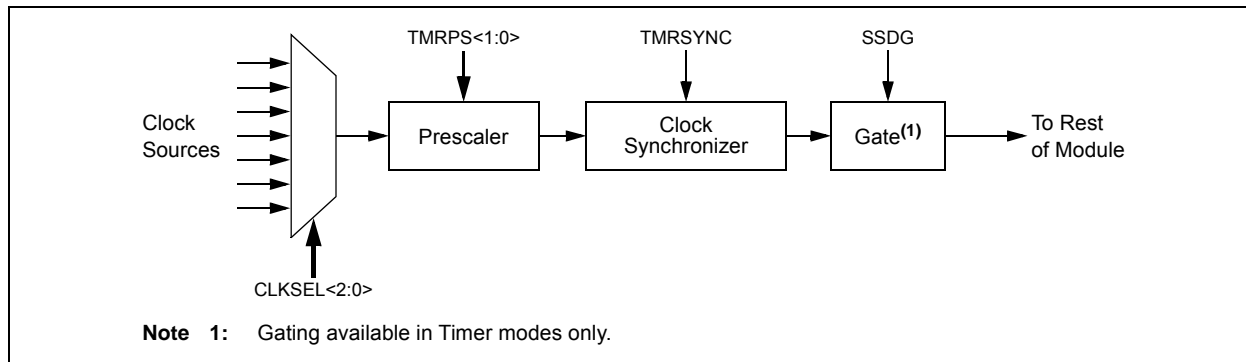 TMRPS<1:0>
TMRSYNC
SSDG
Clock
Sources
Prescaler
Clock
Synchronizer
Gate(1)
To Rest
of Module
CLKSEL<2:0>
Note 1: Gating available in Timer modes only.